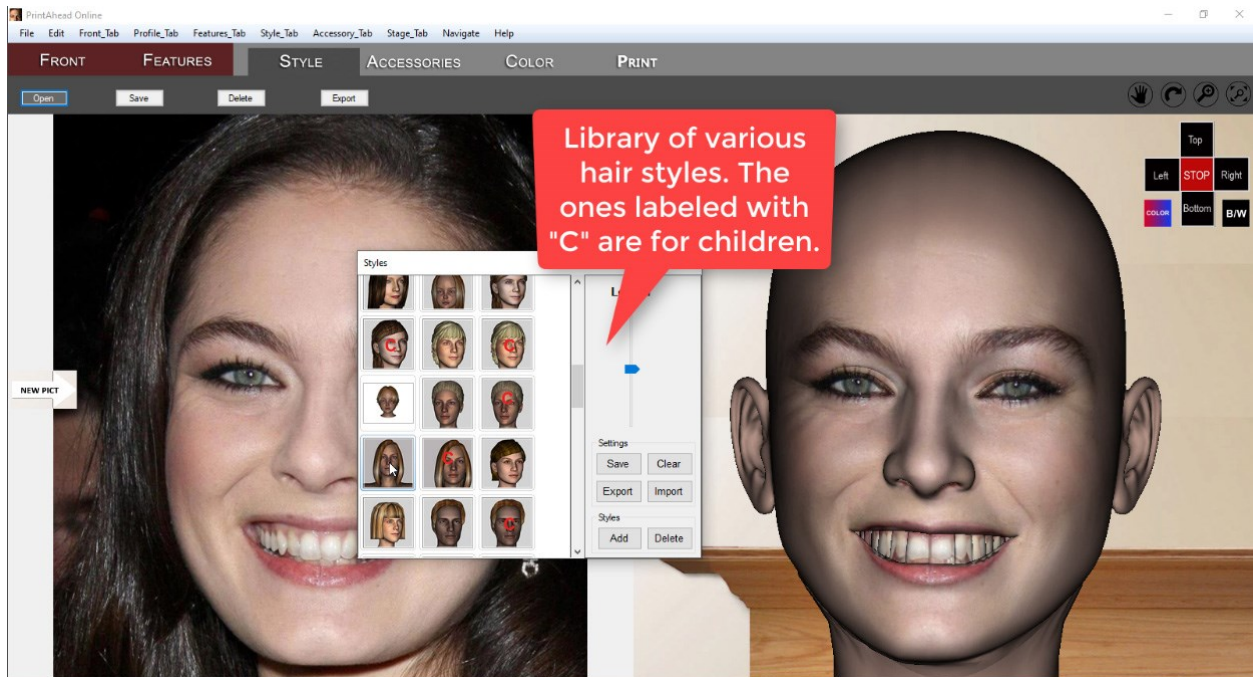 PrintAhead Online
File Edit Front_Tab Profile_Tab Features_Tab Style_Tab Accessory_Tab Stage_Tab Navigate Help
FRONT FEATURES STYLE ACCESSORIES COLOR PRINT
Open Save Delete Export
Library of various
hair styles. The
ones labeled with
"C" are for children.
Top
Left STOP Right
COLOR Bottom B/W
Styles
C
C
NEW PICT
C
Settings
C
Save Clear
Export Import
Styles
C
Add Delete